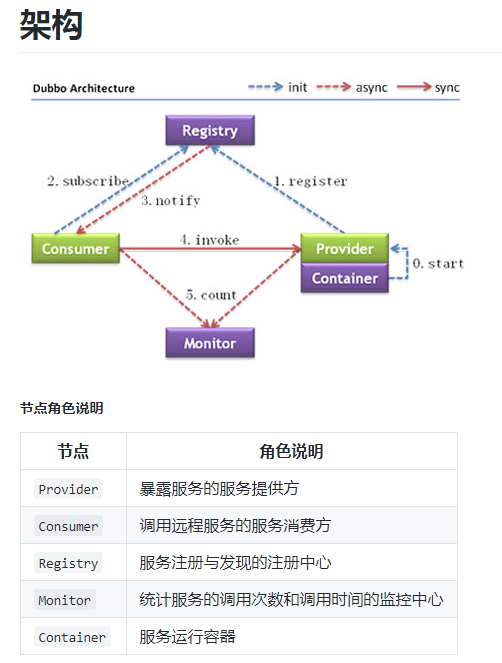 架构
Dubbo Architecture
init
async
sync
Registry
2. subscribe
3. notify
1. register
Consumer
4. invoke
Provider
Container
0. start
5. count
Monitor
节点角色说明
节点 角色说明
Provider 暴露服务的服务提供方
Consumer 调用远程服务的服务消费方
Registry 服务注册与发现的注册中心
Monitor 统计服务的调用次数和调用时间的监控中心
Container 服务运行容器